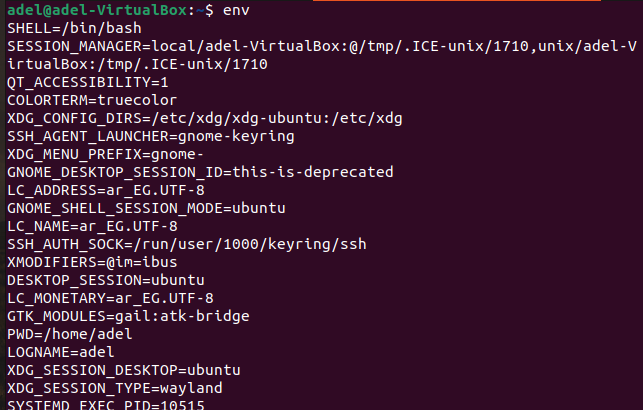 adel@adel-VirtualBox:~$ env
SHELL=/bin/bash
SESSION_MANAGER=local/adel-VirtualBox:@/tmp/.ICE-unix/1710,unix/adel-V
irtualBox:/tmp/.ICE-unix/1710
QT_ACCESSIBILITY=1
COLORTERM=truecolor
XDG_CONFIG_DIRS=/etc/xdg/xdg-ubuntu:/etc/xdg
SSH_AGENT_LAUNCHER=gnome-keyring
XDG_MENU_PREFIX=gnome-
GNOME_DESKTOP_SESSION_ID=this-is-deprecated
LC_ADDRESS=ar_EG.UTF-8
GNOME_SHELL_SESSION_MODE=ubuntu
LC_NAME=ar_EG.UTF-8
SSH_AUTH_SOCK=/run/user/1000/keyring/ssh
XMODIFIERS=@im=ibus
DESKTOP_SESSION=ubuntu
LC_MONETARY=ar_EG.UTF-8
GTK_MODULES=gail:atk-bridge
PWD=/home/adel
LOGNAME=adel
XDG_SESSION_DESKTOP=ubuntu
XDG_SESSION_TYPE=wayland
SYSTEMD_EXEC_PID=10515